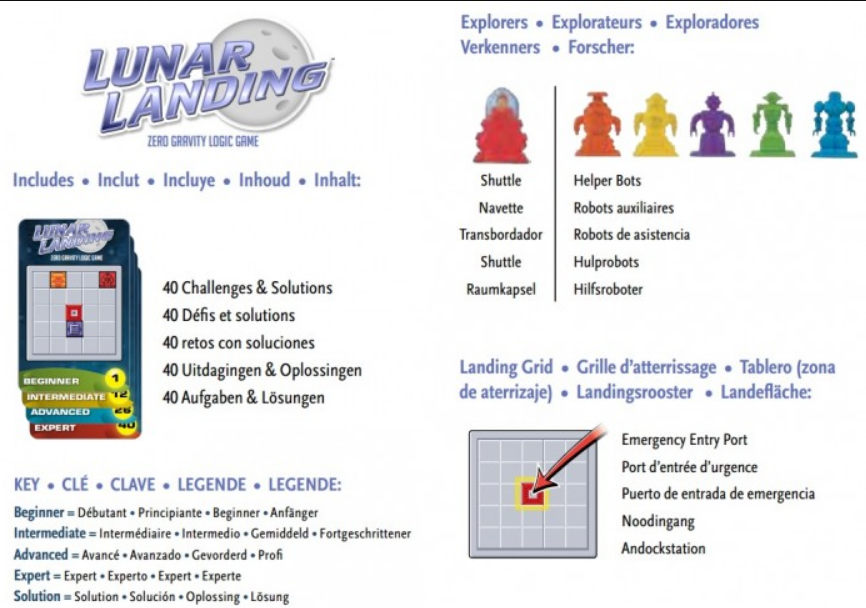 LUNAR
LANDING
ZERO GRAVITY LOGIC GAME
Includes • Inclut • Incluye • Inhoud • Inhalt:
LUNAR
LANDING
ZERO GRAVITY LOGIC GAME
BEGINNER 1
INTERMEDIATE 12
ADVANCED 26
EXPERT 40
40 Challenges & Solutions
40 Défis et solutions
40 retos con soluciones
40 Uitdagingen & Oplossingen
40 Aufgaben & Lösungen
KEY • CLÉ • CLAVE • LEGENDE • LEGENDE:
Beginner = Débutant • Principiante • Beginner • Anfänger
Intermediate = Intermédiaire • Intermedio • Gemiddeld • Fortgeschrittener
Advanced = Avancé • Avanzado • Gevorderd • Profi
Expert = Expert • Experto • Expert • Experte
Solution = Solution • Solución • Oplossing • Lösung
Explorers • Explorateurs • Exploradores
Verkenners • Forscher:
Shuttle
Navette
Transbordador
Shuttle
Raumkapsel
Helper Bots
Robots auxiliaires
Robots de asistencia
Hulprobots
Hilfsroboter
Landing Grid • Grille d'atterrissage • Tablero (zona
de aterrizaje) • Landingsrooster • Landefläche:
Emergency Entry Port
Port d'entrée d'urgence
Puerto de entrada de emergencia
Noodingang
Andockstation